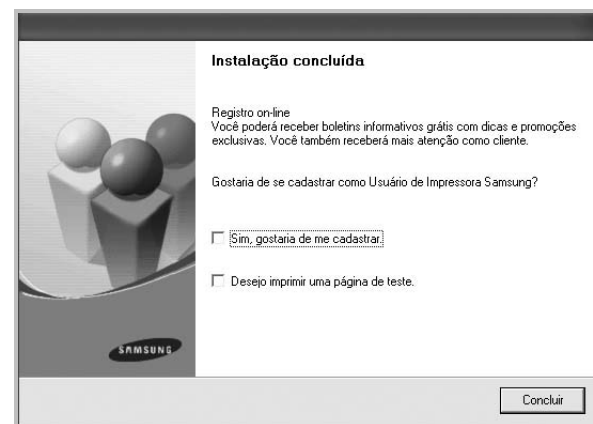 Instalação concluída
Registro on-line
Você poderá receber boletins informativos grátis com dicas e promoções
exclusivas. Você também receberá mais atenção como cliente.
Gostaria de se cadastrar como Usuário de Impressora Samsung?
Sim, gostaria de me cadastrar.
Desejo imprimir uma página de teste.
SAMSUNG
Concluir